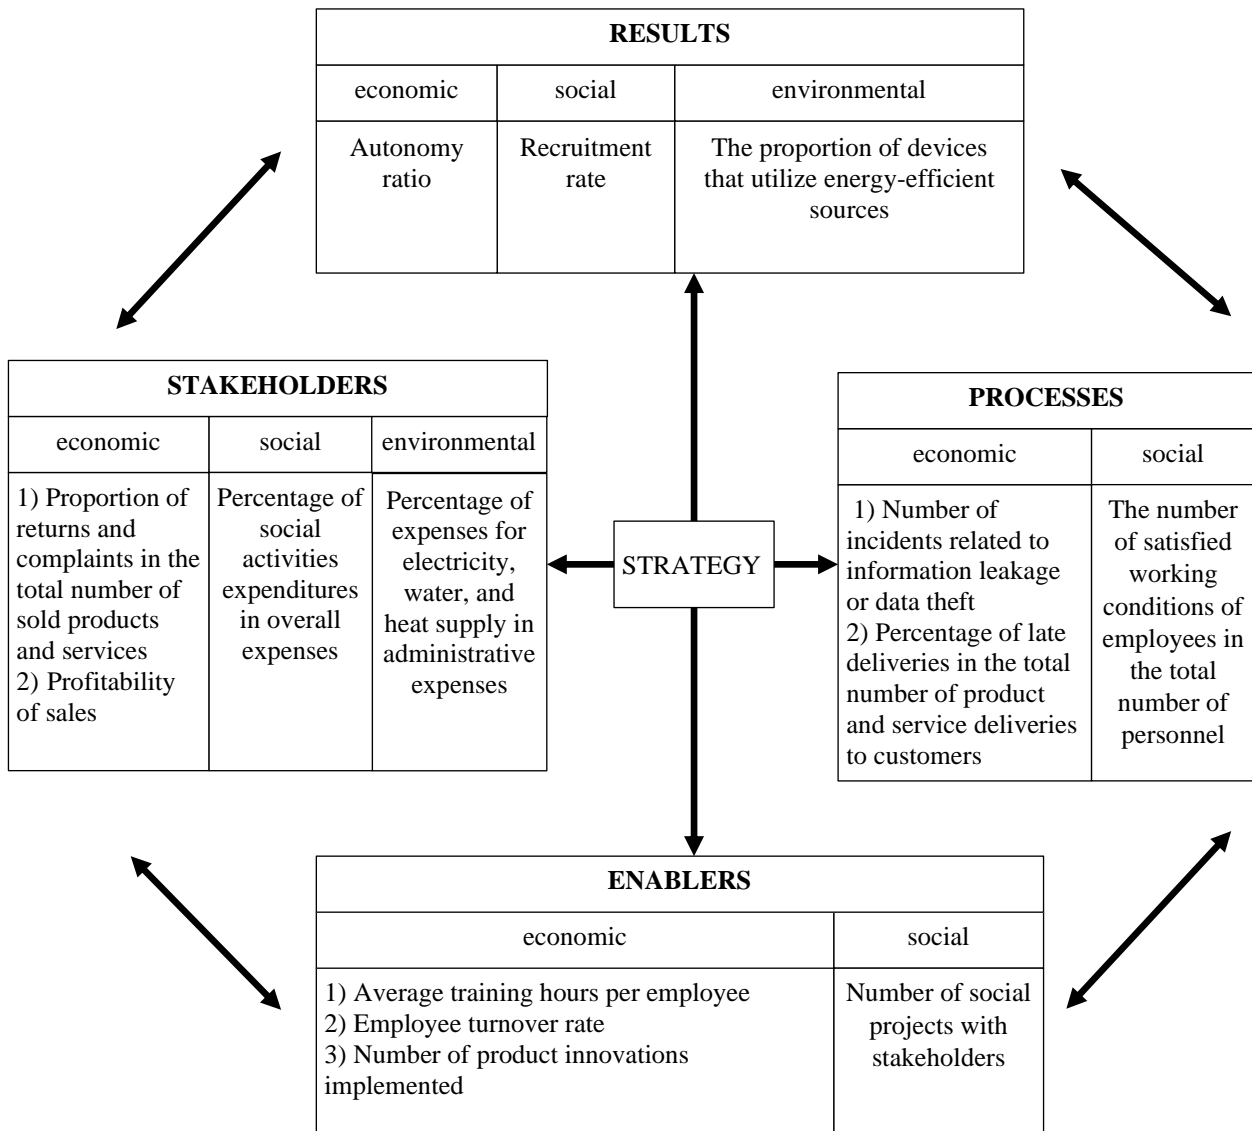 RESULTS
economic
social
environmental
Autonomy
ratio
Recruitment
rate
The proportion of devices
that utilize energy-efficient
sources
STAKEHOLDERS
economic
social
environmental
1) Proportion of
returns and
complaints in the
total number of
sold products
and services
2) Profitability
of sales
Percentage of
social
activities
expenditures
in overall
expenses
Percentage of
expenses for
electricity,
water, and
heat supply in
administrative
expenses
STRATEGY
PROCESSES
economic
social
1) Number of
incidents related to
information leakage
or data theft
2) Percentage of late
deliveries in the total
number of product
and service deliveries
to customers
The number
of satisfied
working
conditions of
employees in
the total
number of
personnel
ENABLERS
economic
social
1) Average training hours per employee
2) Employee turnover rate
3) Number of product innovations
implemented
Number of social
projects with
stakeholders